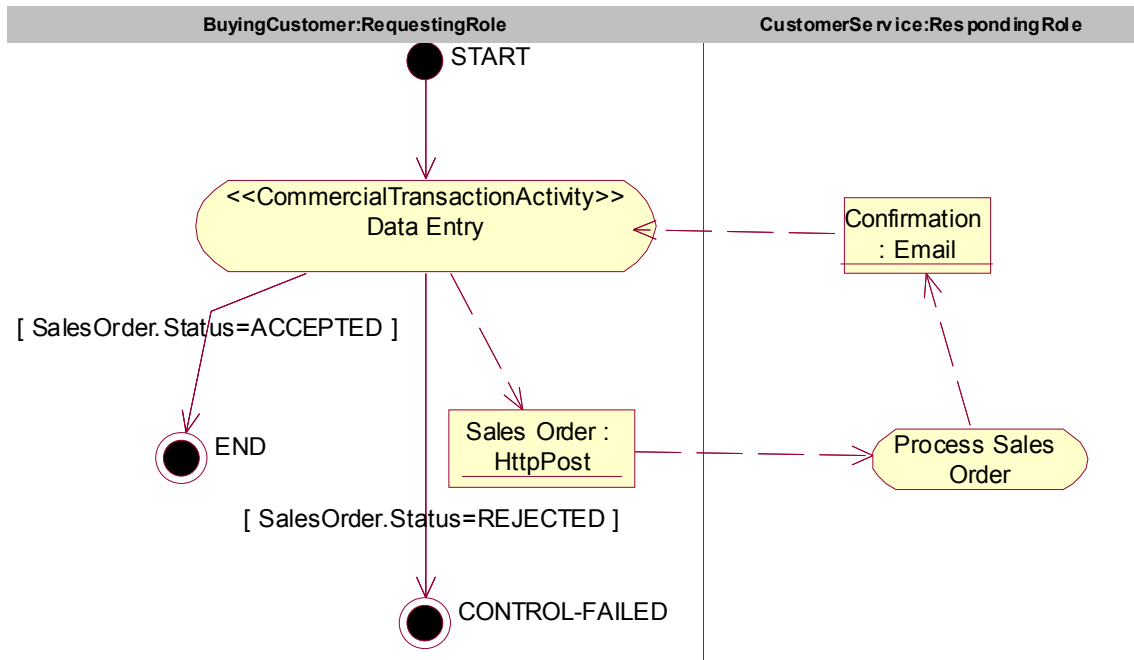 BuyingCustomer:RequestingRole
CustomerService:RespondingRole
START
<<CommercialTransactionActivity>>
Data Entry
Confirmation
: Email
[ SalesOrder.Status=ACCEPTED ]
END
Sales Order :
HttpPost
Process Sales
Order
[ SalesOrder.Status=REJECTED ]
CONTROL-FAILED